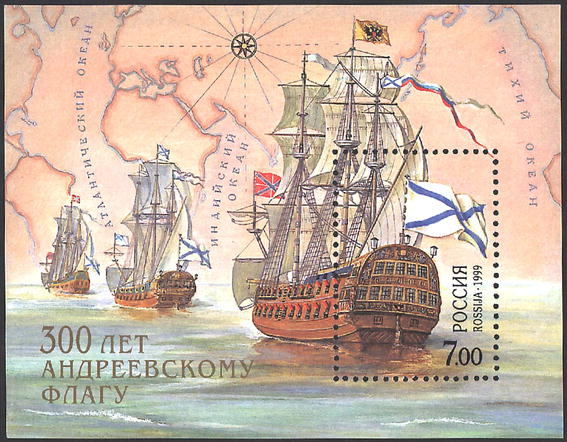 АТЛАНТИЧЕСКИЙ ОКЕАН
ИНДИЙСКИЙ
ОКЕАН
ТИХИЙ ОКЕАН
РОССИЯ
ROSSIJA·1999
7.00
300 ЛЕТ
АНДРЕЕВСКОМУ
ФЛАГУ